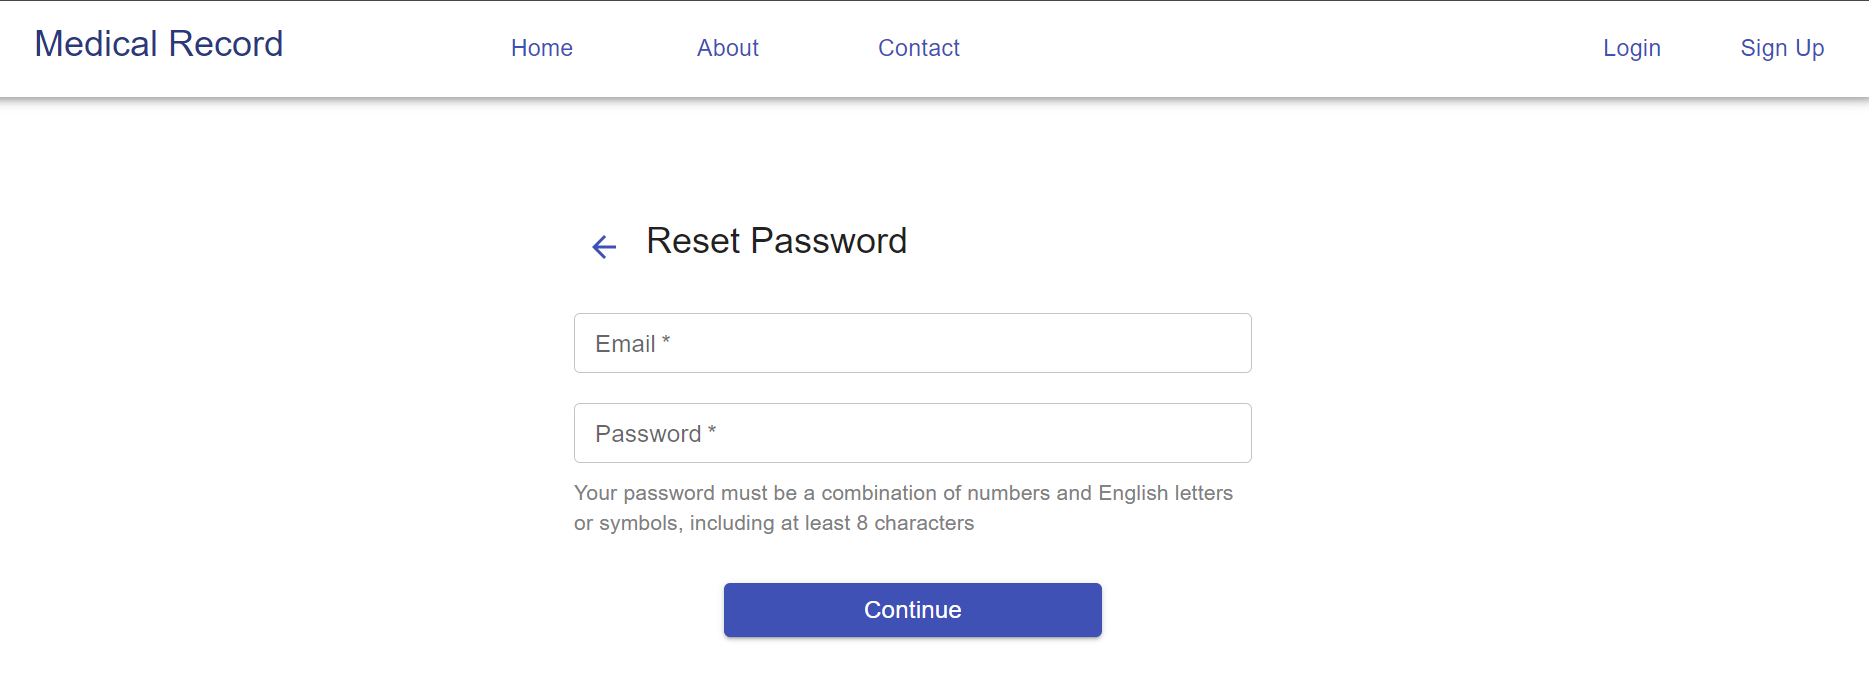 Medical Record
Home
About
Contact
Login
Sign Up
Reset Password
Email *
Password *
Your password must be a combination of numbers and English letters
or symbols, including at least 8 characters
Continue